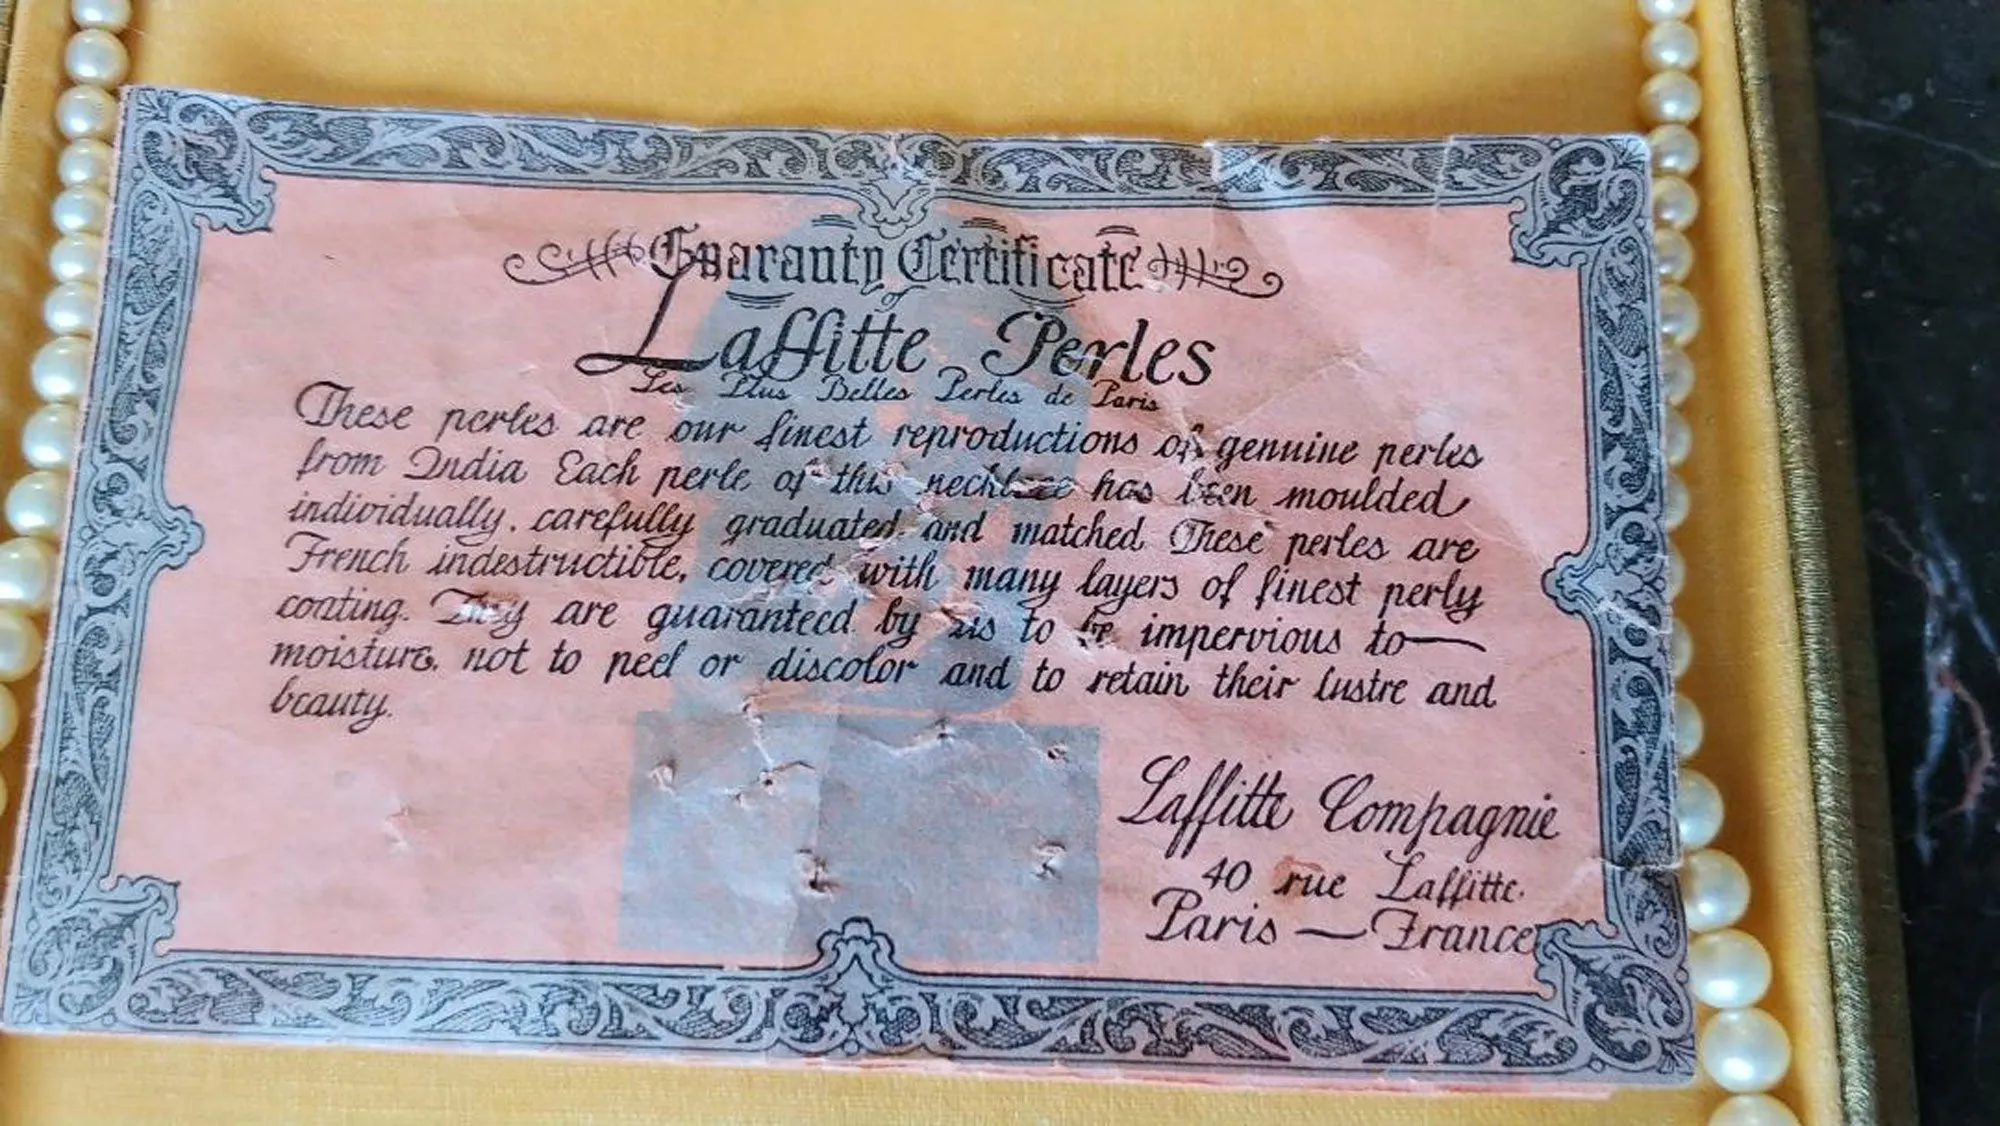 Guaranty Certificate
of
Laffitte Perles
Les Plus Belles Perles de Paris
These perles are our finest reproductions of genuine perles
from India Each perle of this necklace has been moulded
individually, carefully graduated and matched These perles are
French indestructible, covered with many layers of finest perly
coating. They are guaranteed by us to be impervious to—
moisture, not to peel or discolor and to retain their lustre and
beauty.
Laffitte Compagnie
40 rue Laffitte.
Paris — France